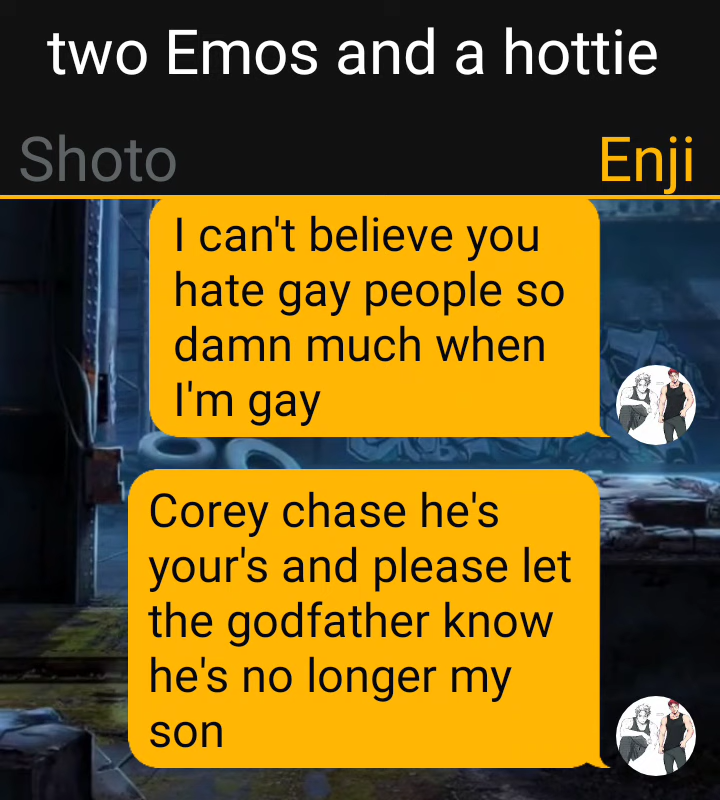 two Emos and a hottie
Shoto
Enji
I can't believe you
hate gay people so
damn much when
I'm gay
Corey chase he's
your's and please let
the godfather know
he's no longer my
son